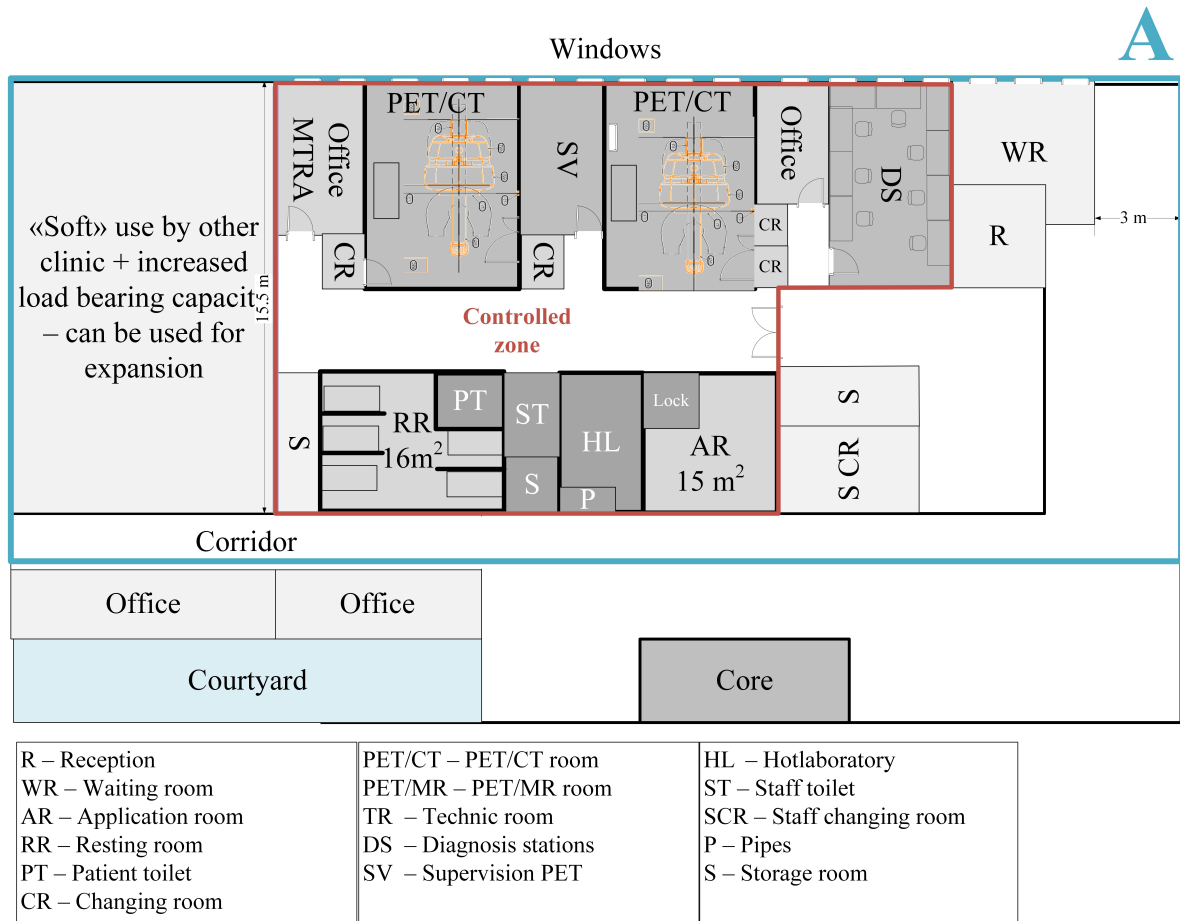 A
Windows
Office
MTRA
PET/CT
SV
PET/CT
Office
DS
WR
R
3 m
CR
CR
CR
CR
«Soft» use by other
clinic + increased
load bearing capacit
– can be used for
expansion
15.5 m
Controlled
zone
S
RR
16m²
PT
ST
S
HL
P
Lock
AR
15 m²
S
S CR
Corridor
Office
Office
Courtyard
Core
R – Reception
WR – Waiting room
AR – Application room
RR – Resting room
PT – Patient toilet
CR – Changing room
PET/CT – PET/CT room
PET/MR – PET/MR room
TR – Technic room
DS – Diagnosis stations
SV – Supervision PET
HL – Hotlaboratory
ST – Staff toilet
SCR – Staff changing room
P – Pipes
S – Storage room